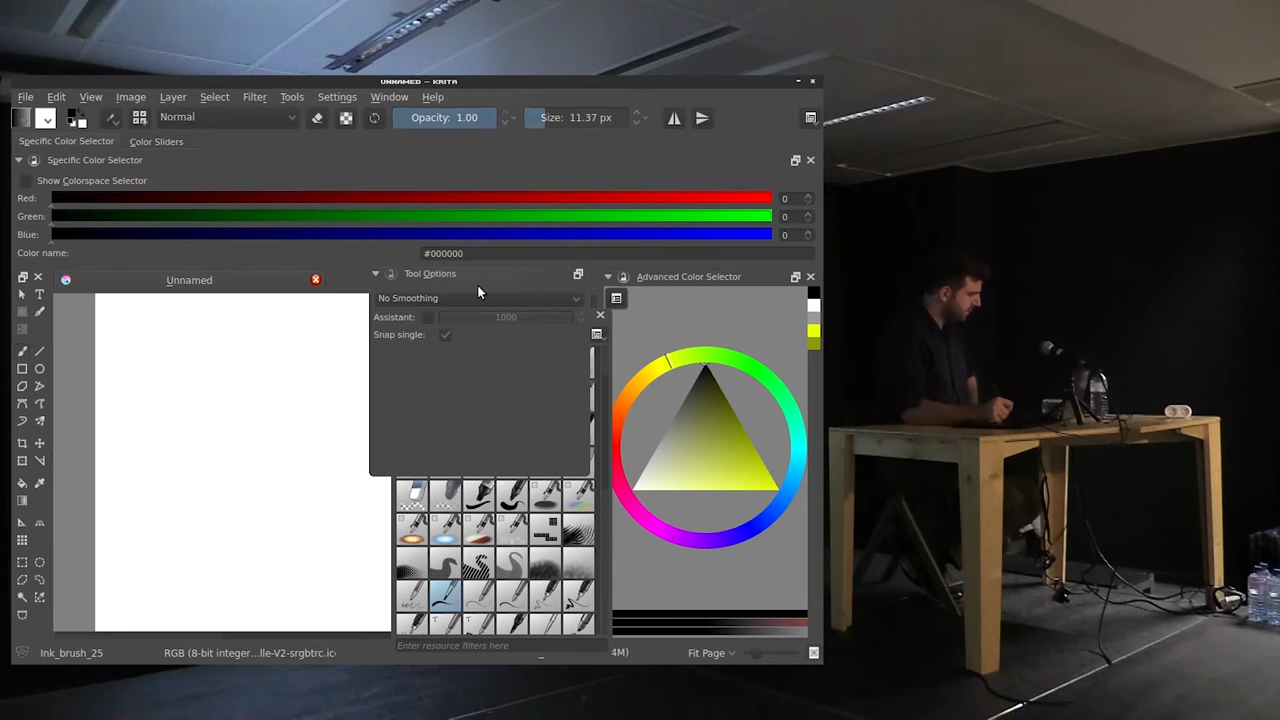 UNNAMED – KRITA
File Edit View Image Layer Select Filter Tools Settings Window Help
Normal Opacity: 1.00 Size: 11.37 px
Specific Color Selector Color Sliders
Specific Color Selector
Show Colorspace Selector
Red: 0
Green: 0
Blue: 0
Color name: #000000
Unnamed Tool Options Advanced Color Selector
No Smoothing
Assistant: 1000
Snap single:
Enter resource filters here
Ink_brush_25 RGB (8-bit integer...lle-V2-srgbtrc.ic 4M) Fit Page